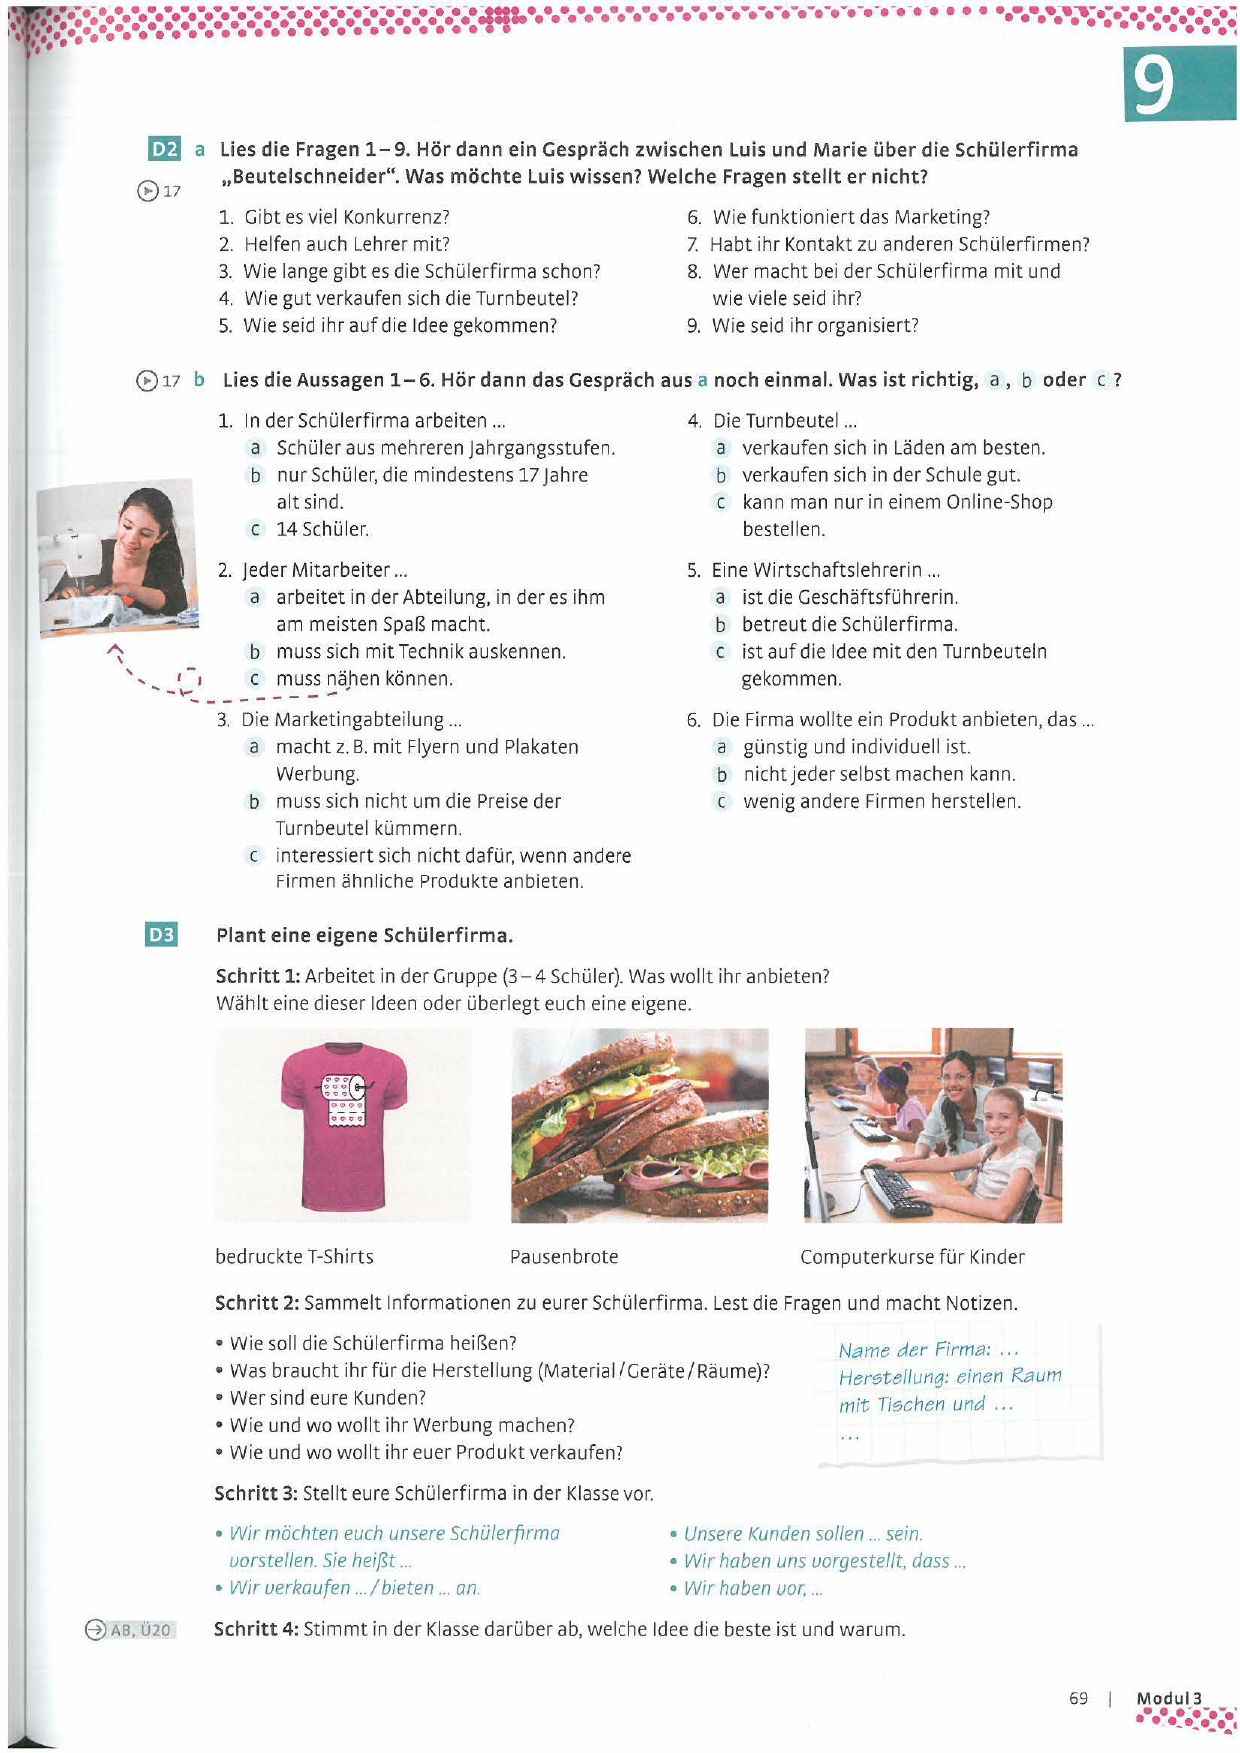 9
D2 a Lies die Fragen 1–9. Hör dann ein Gespräch zwischen Luis und Marie über die Schülerfirma
17 „Beutelschneider“. Was möchte Luis wissen? Welche Fragen stellt er nicht?
1. Gibt es viel Konkurrenz?
2. Helfen auch Lehrer mit?
3. Wie lange gibt es die Schülerfirma schon?
4. Wie gut verkaufen sich die Turnbeutel?
5. Wie seid ihr auf die Idee gekommen?
6. Wie funktioniert das Marketing?
7. Habt ihr Kontakt zu anderen Schülerfirmen?
8. Wer macht bei der Schülerfirma mit und
wie viele seid ihr?
9. Wie seid ihr organisiert?
17 b Lies die Aussagen 1–6. Hör dann das Gespräch aus a noch einmal. Was ist richtig, a, b oder c?
1. In der Schülerfirma arbeiten ...
a Schüler aus mehreren Jahrgangsstufen.
b nur Schüler, die mindestens 17 Jahre
alt sind.
c 14 Schüler.
2. Jeder Mitarbeiter ...
a arbeitet in der Abteilung, in der es ihm
am meisten Spaß macht.
b muss sich mit Technik auskennen.
c muss nähen können.
3. Die Marketingabteilung ...
a macht z. B. mit Flyern und Plakaten
Werbung.
b muss sich nicht um die Preise der
Turnbeutel kümmern.
c interessiert sich nicht dafür, wenn andere
Firmen ähnliche Produkte anbieten.
4. Die Turnbeutel ...
a verkaufen sich in Läden am besten.
b verkaufen sich in der Schule gut.
c kann man nur in einem Online-Shop
bestellen.
5. Eine Wirtschaftslehrerin ...
a ist die Geschäftsführerin.
b betreut die Schülerfirma.
c ist auf die Idee mit den Turnbeuteln
gekommen.
6. Die Firma wollte ein Produkt anbieten, das ...
a günstig und individuell ist.
b nicht jeder selbst machen kann.
c wenig andere Firmen herstellen.
D3 Plant eine eigene Schülerfirma.
Schritt 1: Arbeitet in der Gruppe (3–4 Schüler). Was wollt ihr anbieten?
Wählt eine dieser Ideen oder überlegt euch eine eigene.
bedruckte T-Shirts
Pausenbrote
Computerkurse für Kinder
Schritt 2: Sammelt Informationen zu eurer Schülerfirma. Lest die Fragen und macht Notizen.
• Wie soll die Schülerfirma heißen?
• Was braucht ihr für die Herstellung (Material/Geräte/Räume)?
• Wer sind eure Kunden?
• Wie und wo wollt ihr Werbung machen?
• Wie und wo wollt ihr euer Produkt verkaufen?
Name der Firma: ...
Herstellung: einen Raum
mit Tischen und ...
...
Schritt 3: Stellt eure Schülerfirma in der Klasse vor.
• Wir möchten euch unsere Schülerfirma
vorstellen. Sie heißt ...
• Wir verkaufen ... / bieten ... an.
• Unsere Kunden sollen ... sein.
• Wir haben uns vorgestellt, dass ...
• Wir haben vor, ...
AB, Ü20 Schritt 4: Stimmt in der Klasse darüber ab, welche Idee die beste ist und warum.
69 | Modul 3